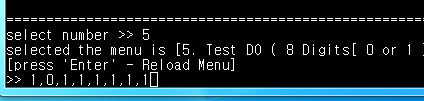 ================================================================
select number >> 5
selected the menu is [5. Test DO ( 8 Digits[ 0 or 1 ]
[press 'Enter' - Reload Menu]
>> 1,0,1,1,1,1,1,1